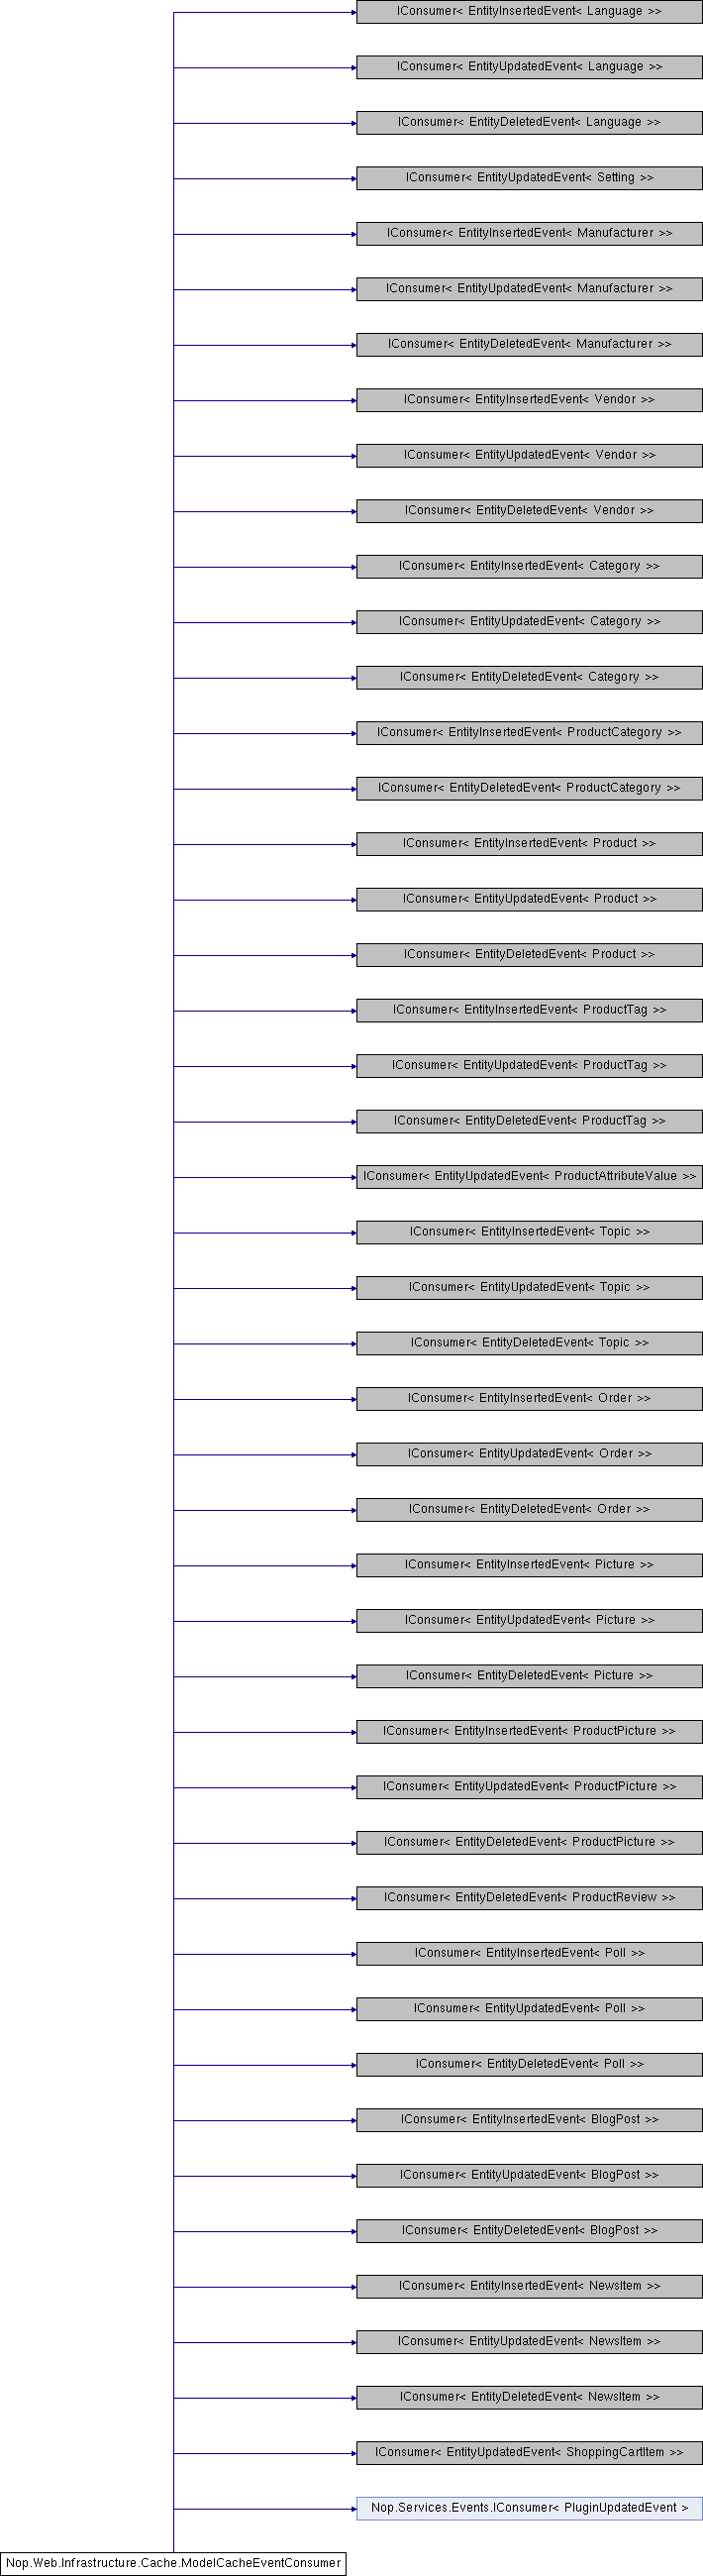 IConsumer< EntityInsertedEvent< Language >>
IConsumer< EntityUpdatedEvent< Language >>
IConsumer< EntityDeletedEvent< Language >>
IConsumer< EntityUpdatedEvent< Setting >>
IConsumer< EntityInsertedEvent< Manufacturer >>
IConsumer< EntityUpdatedEvent< Manufacturer >>
IConsumer< EntityDeletedEvent< Manufacturer >>
IConsumer< EntityInsertedEvent< Vendor >>
IConsumer< EntityUpdatedEvent< Vendor >>
IConsumer< EntityDeletedEvent< Vendor >>
IConsumer< EntityInsertedEvent< Category >>
IConsumer< EntityUpdatedEvent< Category >>
IConsumer< EntityDeletedEvent< Category >>
IConsumer< EntityInsertedEvent< ProductCategory >>
IConsumer< EntityDeletedEvent< ProductCategory >>
IConsumer< EntityInsertedEvent< Product >>
IConsumer< EntityUpdatedEvent< Product >>
IConsumer< EntityDeletedEvent< Product >>
IConsumer< EntityInsertedEvent< ProductTag >>
IConsumer< EntityUpdatedEvent< ProductTag >>
IConsumer< EntityDeletedEvent< ProductTag >>
IConsumer< EntityUpdatedEvent< ProductAttributeValue >>
IConsumer< EntityInsertedEvent< Topic >>
IConsumer< EntityUpdatedEvent< Topic >>
IConsumer< EntityDeletedEvent< Topic >>
IConsumer< EntityInsertedEvent< Order >>
IConsumer< EntityUpdatedEvent< Order >>
IConsumer< EntityDeletedEvent< Order >>
IConsumer< EntityInsertedEvent< Picture >>
IConsumer< EntityUpdatedEvent< Picture >>
IConsumer< EntityDeletedEvent< Picture >>
IConsumer< EntityInsertedEvent< ProductPicture >>
IConsumer< EntityUpdatedEvent< ProductPicture >>
IConsumer< EntityDeletedEvent< ProductPicture >>
IConsumer< EntityDeletedEvent< ProductReview >>
IConsumer< EntityInsertedEvent< Poll >>
IConsumer< EntityUpdatedEvent< Poll >>
IConsumer< EntityDeletedEvent< Poll >>
IConsumer< EntityInsertedEvent< BlogPost >>
IConsumer< EntityUpdatedEvent< BlogPost >>
IConsumer< EntityDeletedEvent< BlogPost >>
IConsumer< EntityInsertedEvent< NewsItem >>
IConsumer< EntityUpdatedEvent< NewsItem >>
IConsumer< EntityDeletedEvent< NewsItem >>
IConsumer< EntityUpdatedEvent< ShoppingCartItem >>
Nop.Services.Events.IConsumer< PluginUpdatedEvent >
Nop.Web.Infrastructure.Cache.ModelCacheEventConsumer